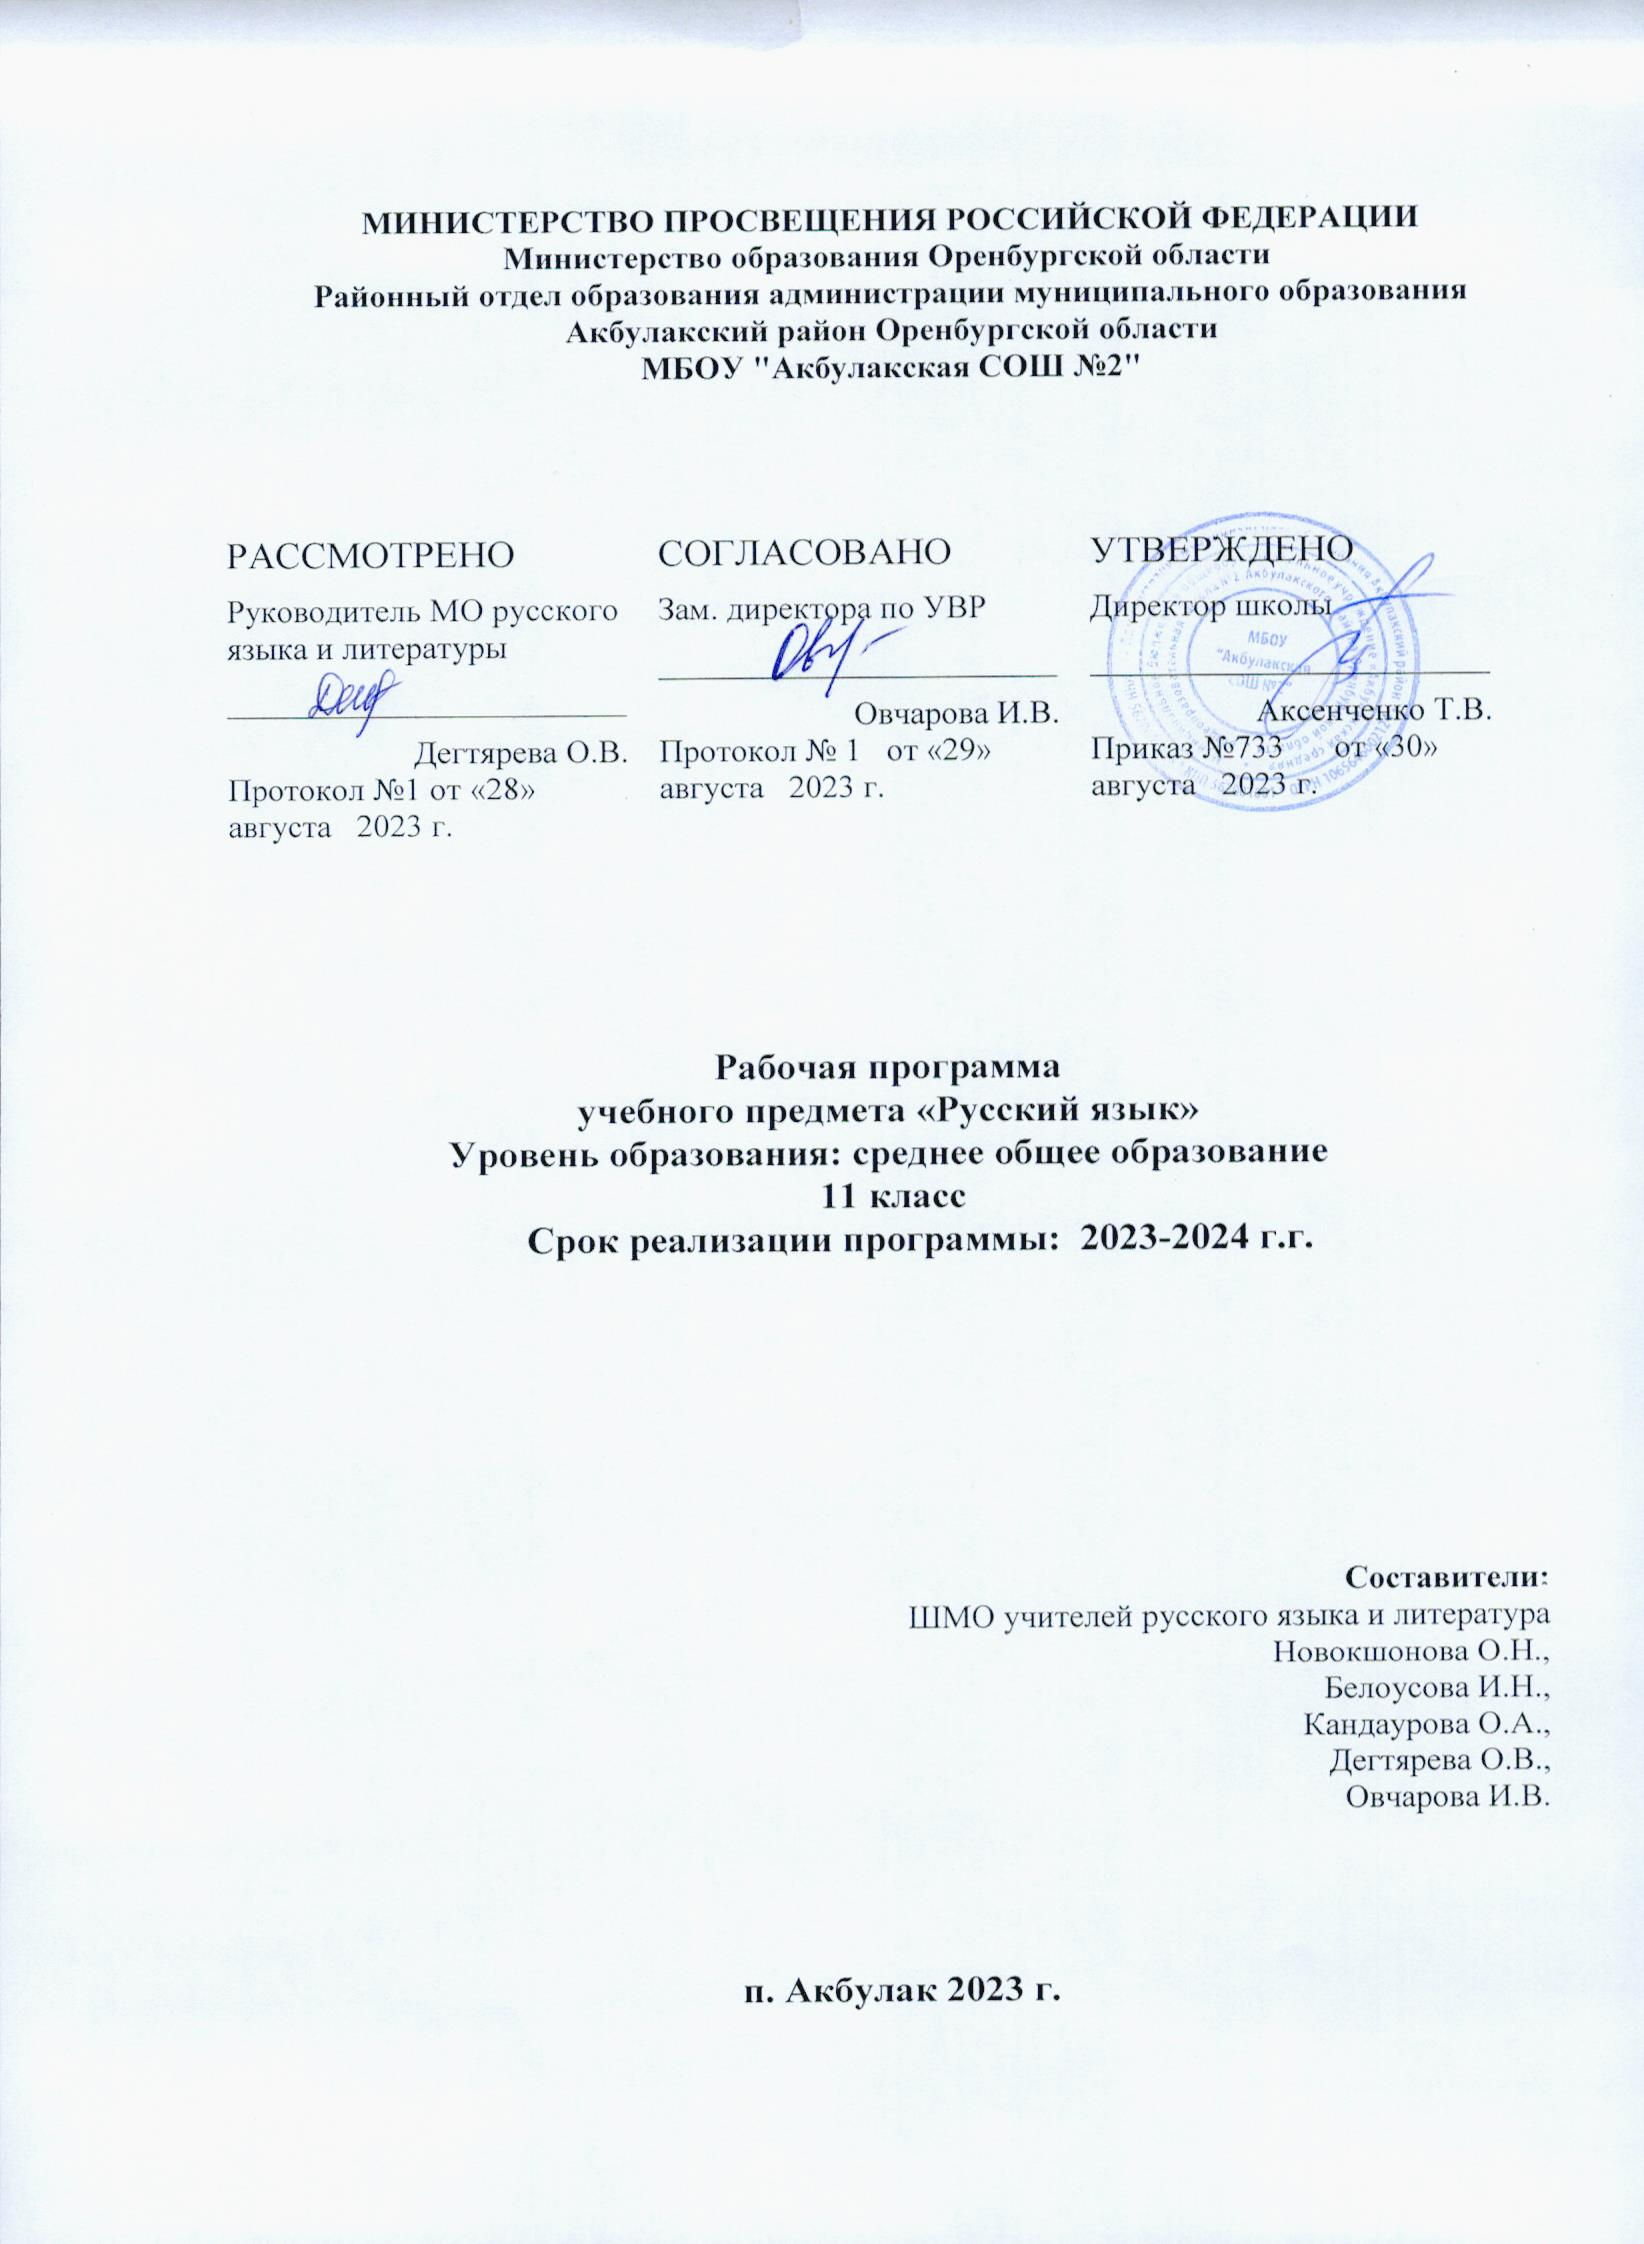 МИНИСТЕРСТВО ПРОСВЕЩЕНИЯ РОССИЙСКОЙ ФЕДЕРАЦИИ
Министерство образования Оренбургской области
Районный отдел образования администрации муниципального образования
Акбулакский район Оренбургской области
МБОУ "Акбулакская СОШ №2"
РАССМОТРЕНО
Руководитель МО русского
языка и литературы
Дегтярева О.В.
Протокол №1 от «28»
августа 2023 г.
СОГЛАСОВАНО
Зам. директора по УВР
Овчарова И.В.
Протокол № 1 от «29»
августа 2023 г.
УТВЕРЖДЕНО
Директор школы
МБОУ
"Акбулакская
СОШ №2"
Аксенченко Т.В.
Приказ №733 от «30»
августа 2023 г.
Рабочая программа
учебного предмета «Русский язык»
Уровень образования: среднее общее образование
11 класс
Срок реализации программы: 2023-2024 г.г.
Составители:
ШМО учителей русского языка и литература
Новокшонова О.Н.,
Белоусова И.Н.,
Кандаурова О.А.,
Дегтярева О.В.,
Овчарова И.В.
п. Акбулак 2023 г.